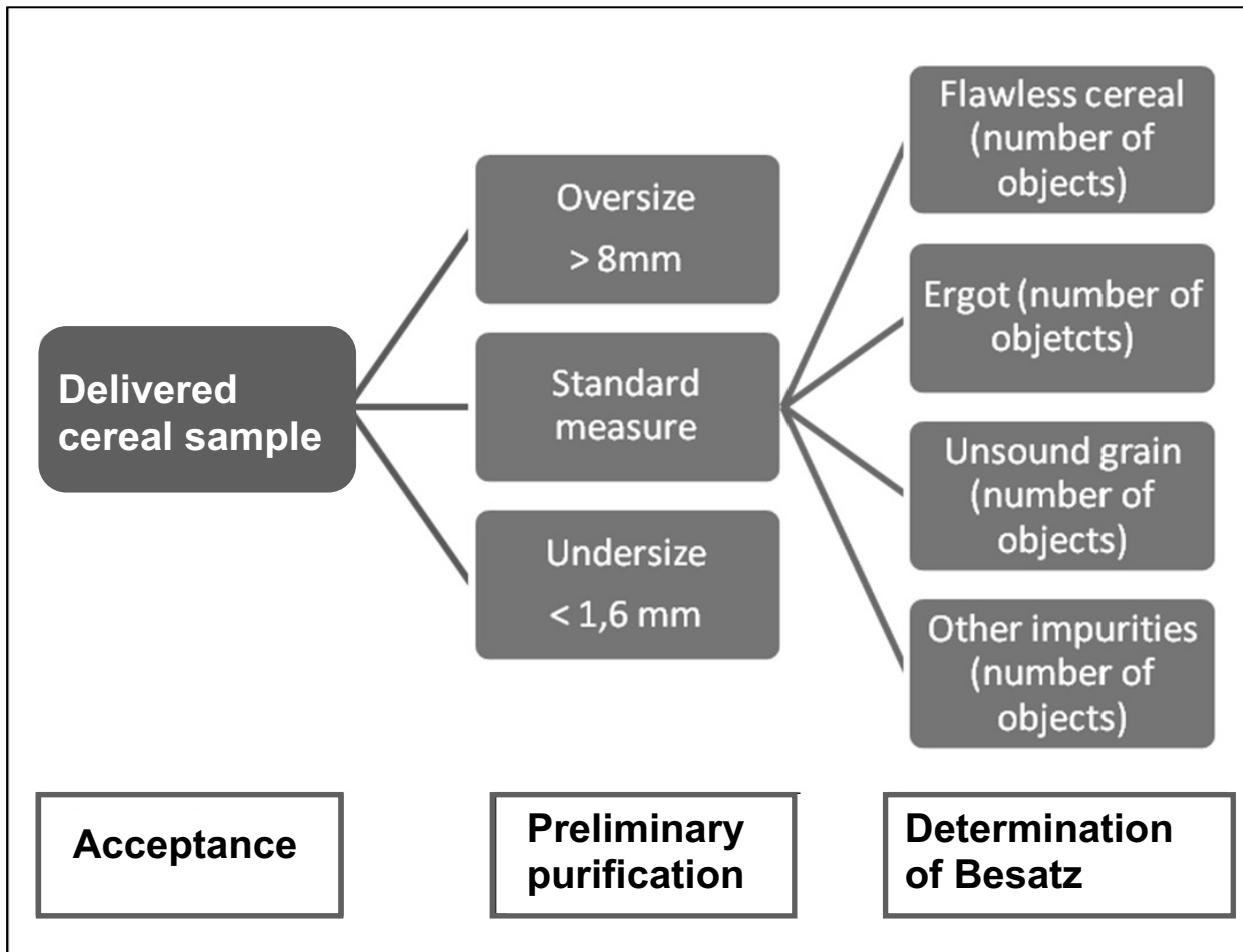 Delivered
cereal sample
Oversize
> 8mm
Standard
measure
Undersize
< 1,6 mm
Flawless cereal
(number of
objects)
Ergot (number of
objetcts)
Unsound grain
(number of
objects)
Other impurities
(number of
objects)
Acceptance
Preliminary
purification
Determination
of Besatz